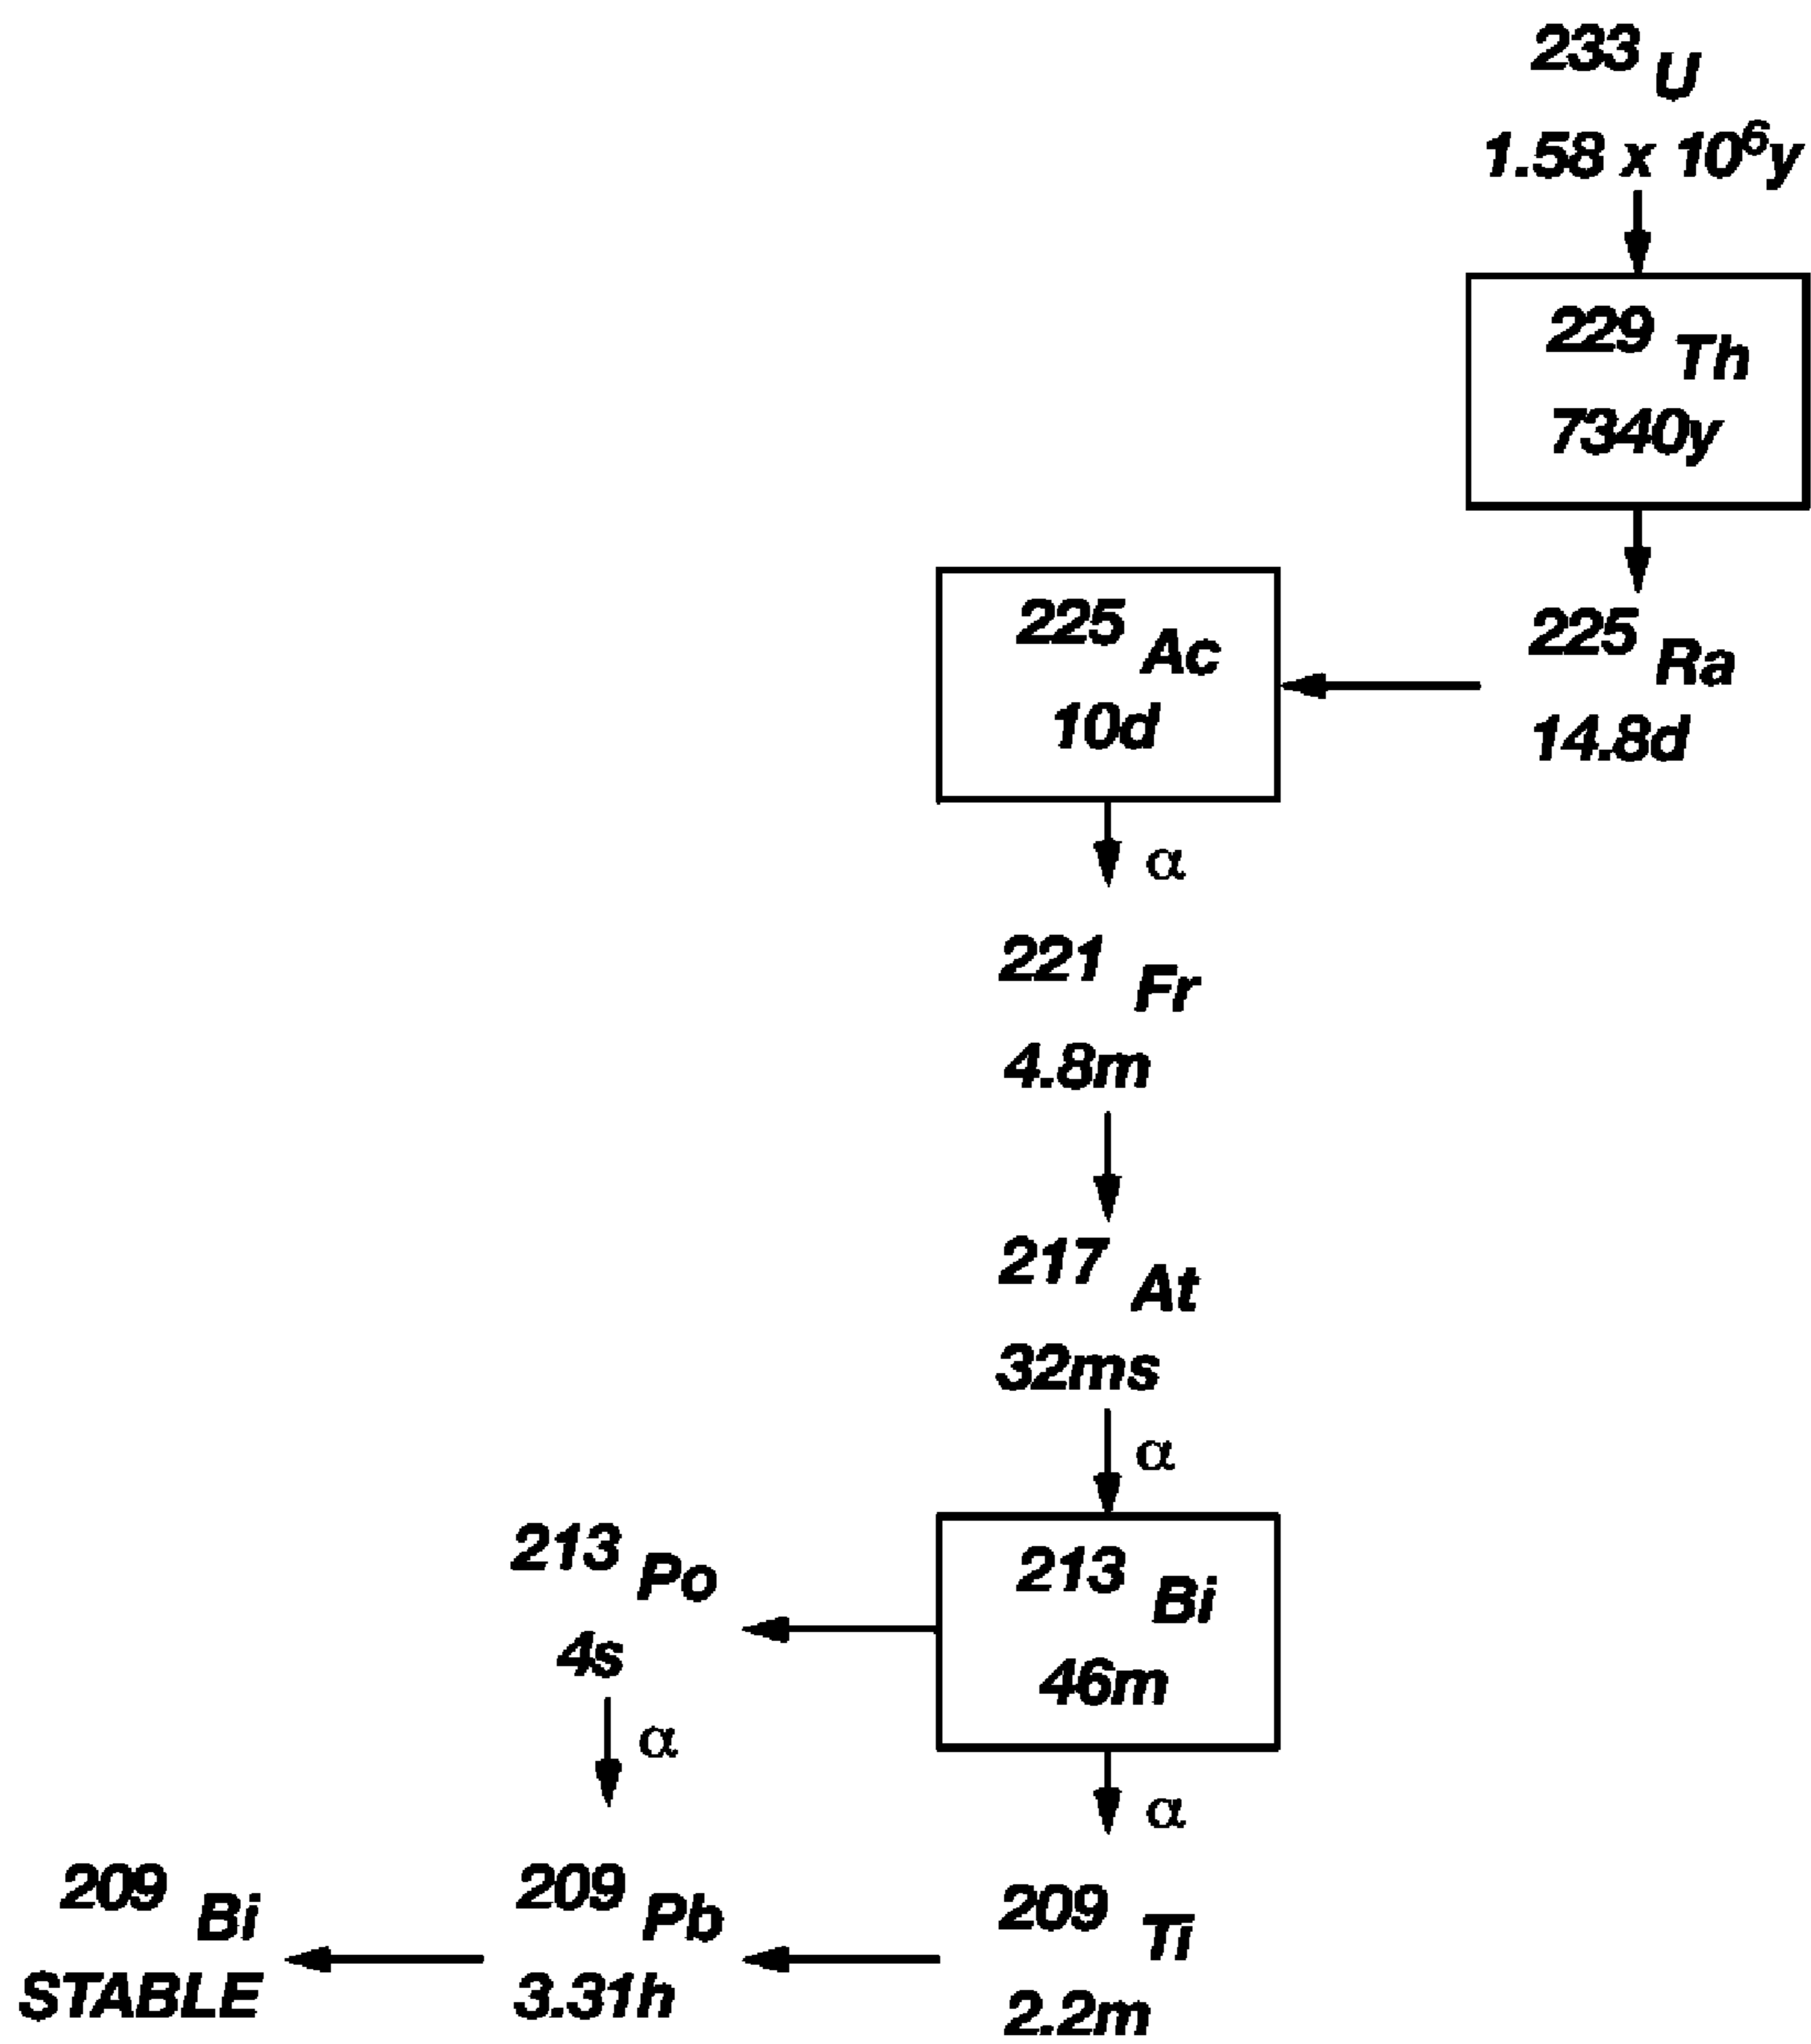 233 U
1.58 x 10⁶y
229 Th
7340y
225 Ra
14.8d
225 Ac
10d
α
221 Fr
4.8m
217 At
32ms
α
213 Bi
46m
213 Po
4s
α
α
209 Ti
2.2m
209 Pb
3.31h
209 Bi
STABLE